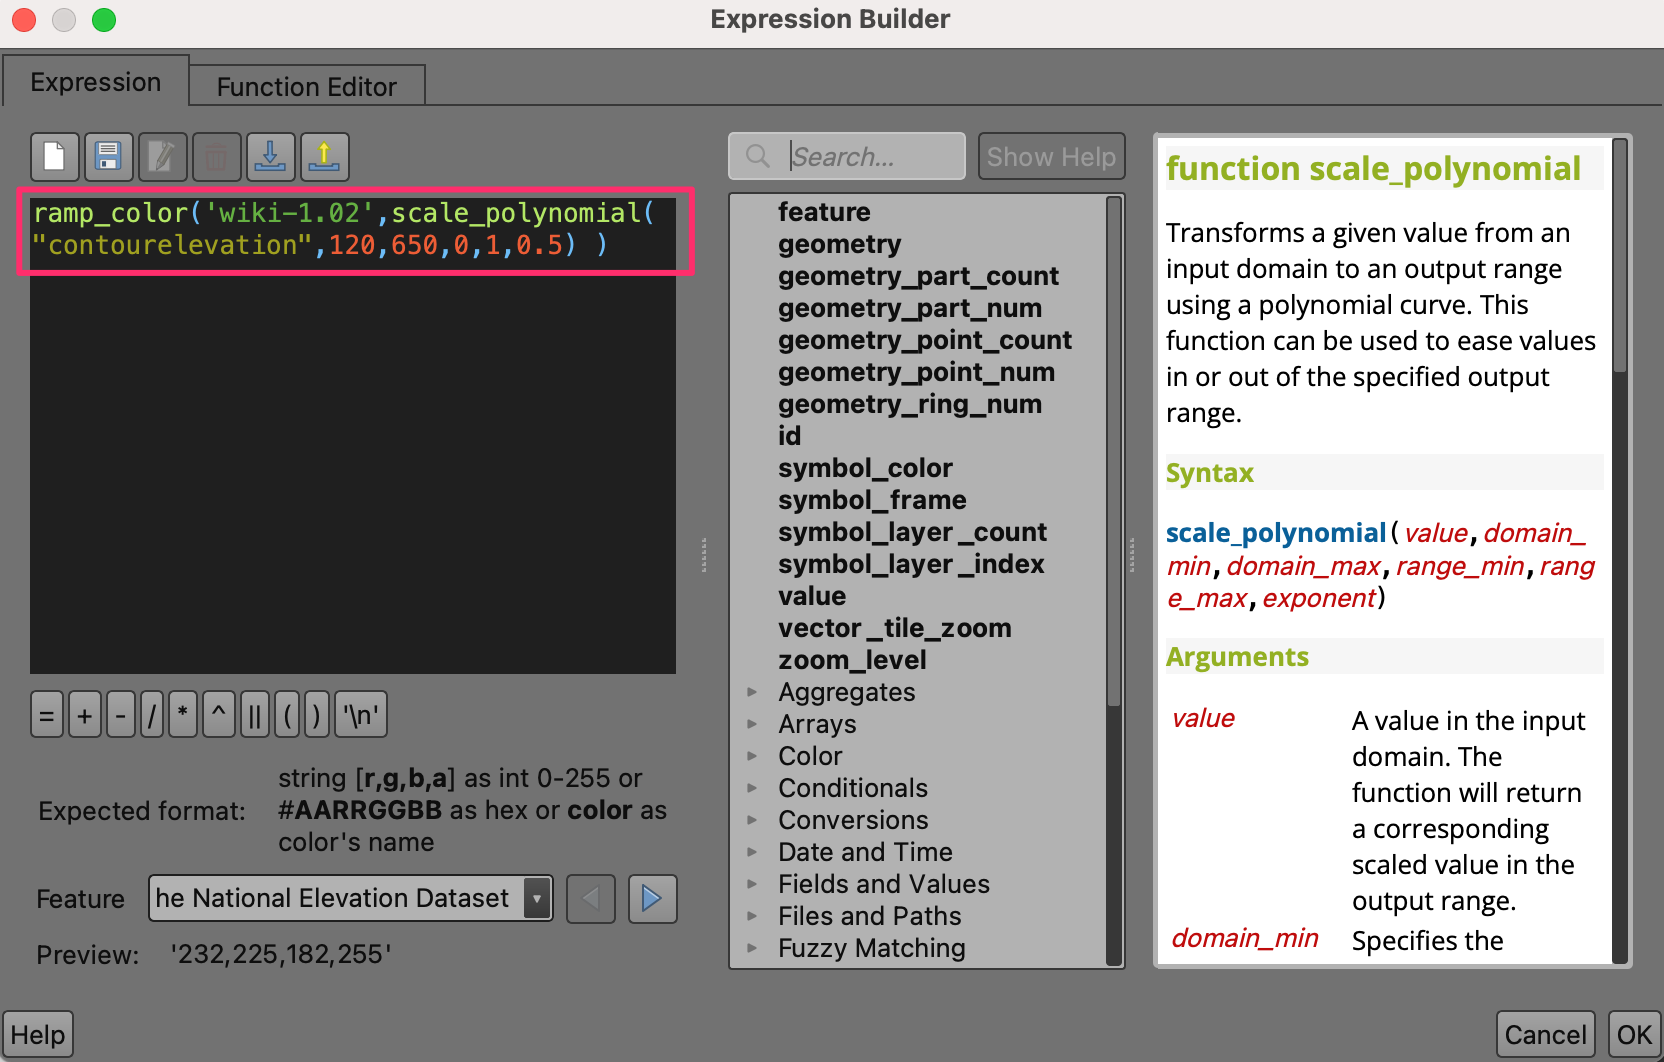 Expression Builder
Expression
Function Editor
ramp_color('wiki-1.02',scale_polynomial(
"contourelevation",120,650,0,1,0.5) )
= + - / * ^ || ( ) '\n'
Expected format:
string [r,g,b,a] as int 0-255 or
#AARRGGBB as hex or color as
color's name
Feature
he National Elevation Dataset
Preview: '232,225,182,255'
Search...
Show Help
feature
geometry
geometry_part_count
geometry_part_num
geometry_point_count
geometry_point_num
geometry_ring_num
id
symbol_color
symbol_frame
symbol_layer_count
symbol_layer_index
value
vector_tile_zoom
zoom_level
Aggregates
Arrays
Color
Conditionals
Conversions
Date and Time
Fields and Values
Files and Paths
Fuzzy Matching
function scale_polynomial
Transforms a given value from an
input domain to an output range
using a polynomial curve. This
function can be used to ease values
in or out of the specified output
range.
Syntax
scale_polynomial(value,domain_
min,domain_max,range_min,rang
e_max,exponent)
Arguments
value
A value in the input
domain. The
function will return
a corresponding
scaled value in the
output range.
domain_min
Specifies the
Help
Cancel
OK